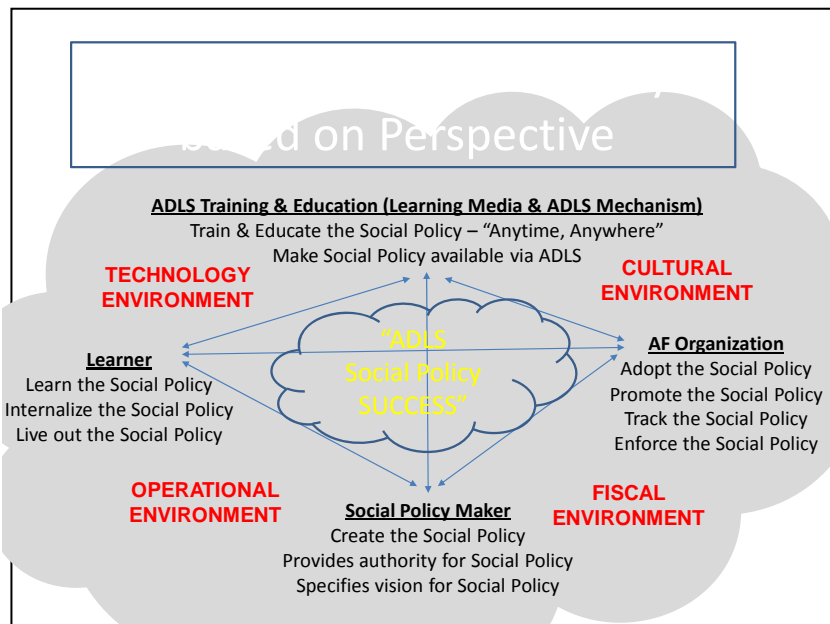 based on Perspective
ADLS Training & Education (Learning Media & ADLS Mechanism)
Train & Educate the Social Policy – "Anytime, Anywhere"
Make Social Policy available via ADLS
TECHNOLOGY
ENVIRONMENT
CULTURAL
ENVIRONMENT
"ADLS
Social Policy
SUCCESS"
Learner
Learn the Social Policy
Internalize the Social Policy
Live out the Social Policy
AF Organization
Adopt the Social Policy
Promote the Social Policy
Track the Social Policy
Enforce the Social Policy
OPERATIONAL
ENVIRONMENT
FISCAL
ENVIRONMENT
Social Policy Maker
Create the Social Policy
Provides authority for Social Policy
Specifies vision for Social Policy